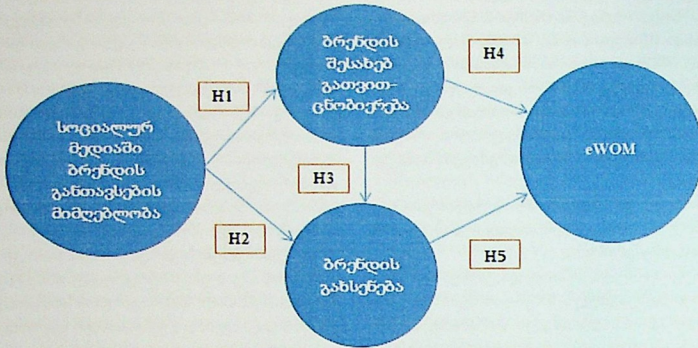 სოციალურ
მედიაში
ბრენდის
განთავსების
მიმღებლობა
H1
H2
ბრენდის
შესახებ
გათვით-
ცნობიერება
H3
ბრენდის
გახსენება
H4
H5
eWOM